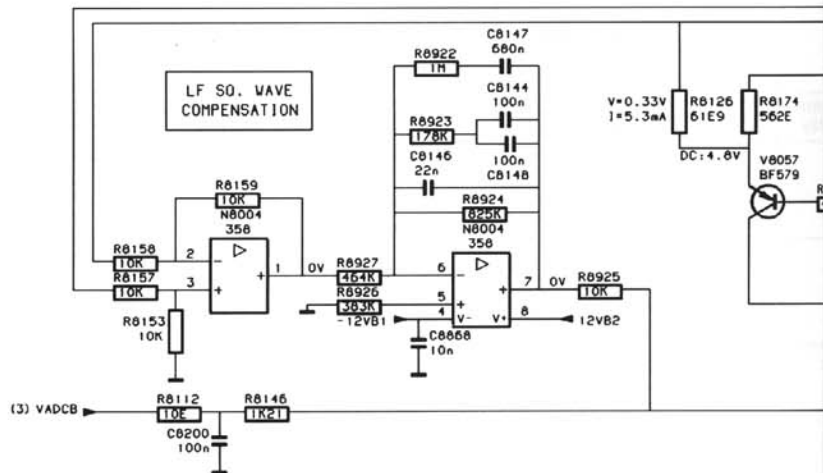 C8147
680n
R8922
1M
LF SQ. WAVE
COMPENSATION
C8144
100n
R8923
178K
100n
C8148
C8146
22n
V=0.33V
I=5.3mA
R8126
61E9
R8174
562E
DC:4.8V
V8057
BF579
R8159
10K
N8004
358
R8924
825K
N8004
358
R8158
10K
2
-
R8157
10K
3
+
+
1
0V
R8927
464K
6
-
R8926
383K
5
+
+
7
0V
R8925
10K
-12VB1
4
V-
V+
8
12VB2
R8153
10K
C8868
10n
(3) VADCB
R8112
10E
R8146
1K21
C8200
100n